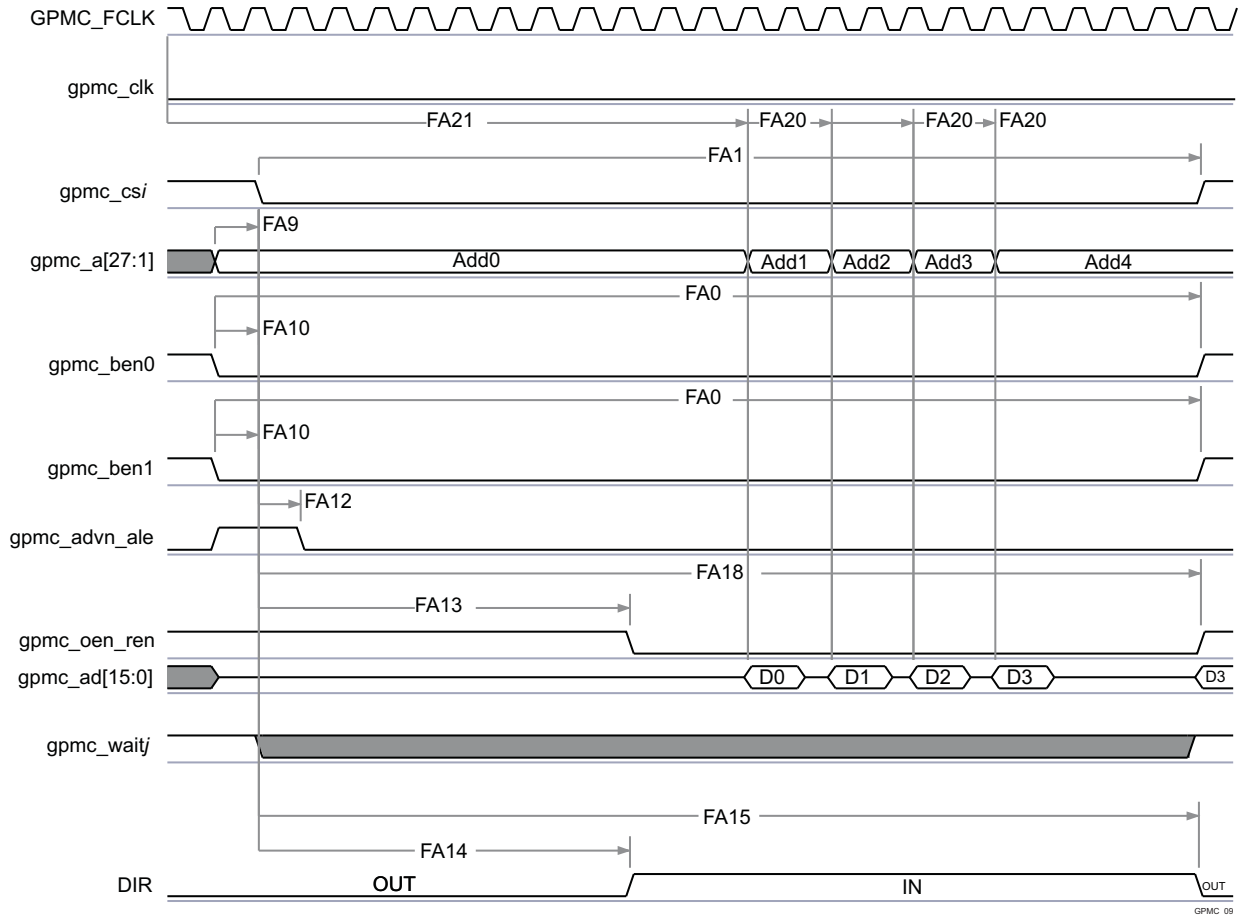 GPMC_FCLK
gpmc_clk
FA21 FA20 FA20 FA20
FA1
gpmc_csi
FA9
gpmc_a[27:1] Add0 Add1 Add2 Add3 Add4
FA0
FA10
gpmc_ben0
FA0
FA10
gpmc_ben1
FA12
gpmc_advn_ale
FA18
FA13
gpmc_oen_ren
gpmc_ad[15:0] D0 D1 D2 D3 D3
gpmc_waitj
FA15
FA14
DIR OUT IN OUT
GPMC_09